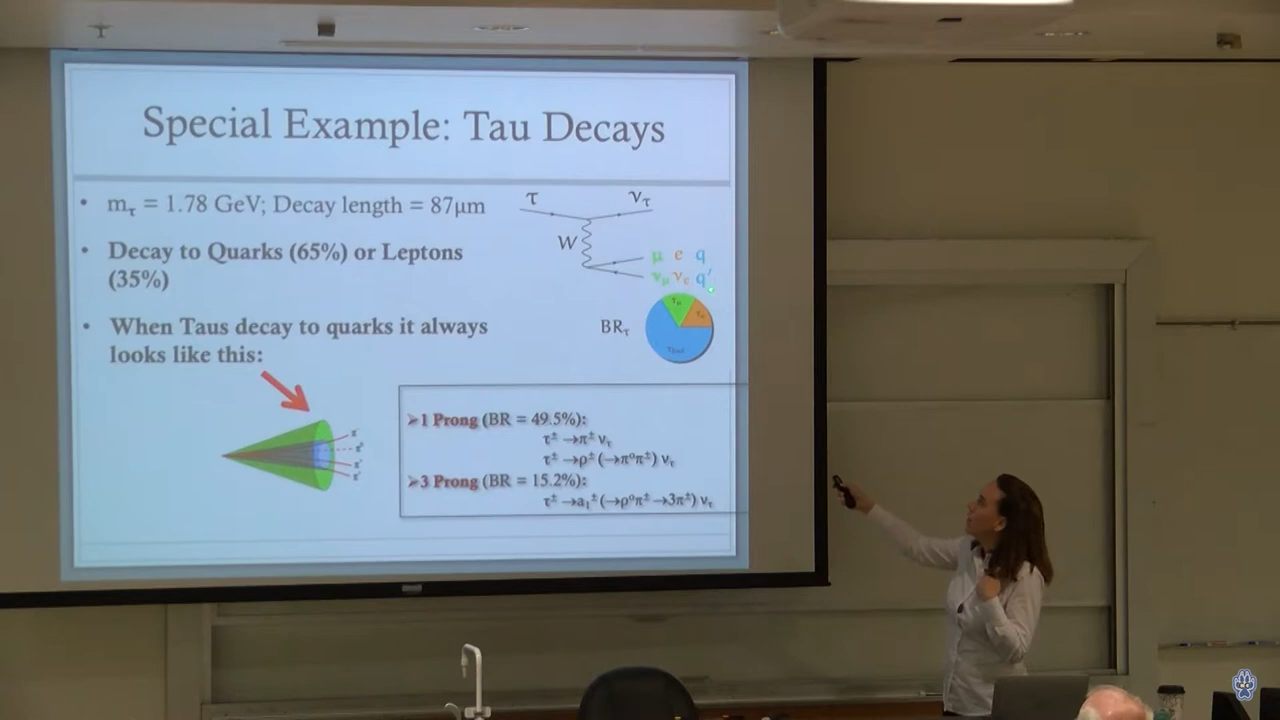 Special Example: Tau Decays
• mτ = 1.78 GeV; Decay length = 87μm
• Decay to Quarks (65%) or Leptons
(35%)
• When Taus decay to quarks it always
looks like this:
τ ντ
W
μ e q
νμ νe q'
BRτ
➢1 Prong (BR = 49.5%):
τ± →π± ντ
τ± →ρ± (→π⁰π±) ντ
➢3 Prong (BR = 15.2%):
τ± →a₁± (→ρ⁰π± →3π±) ντ